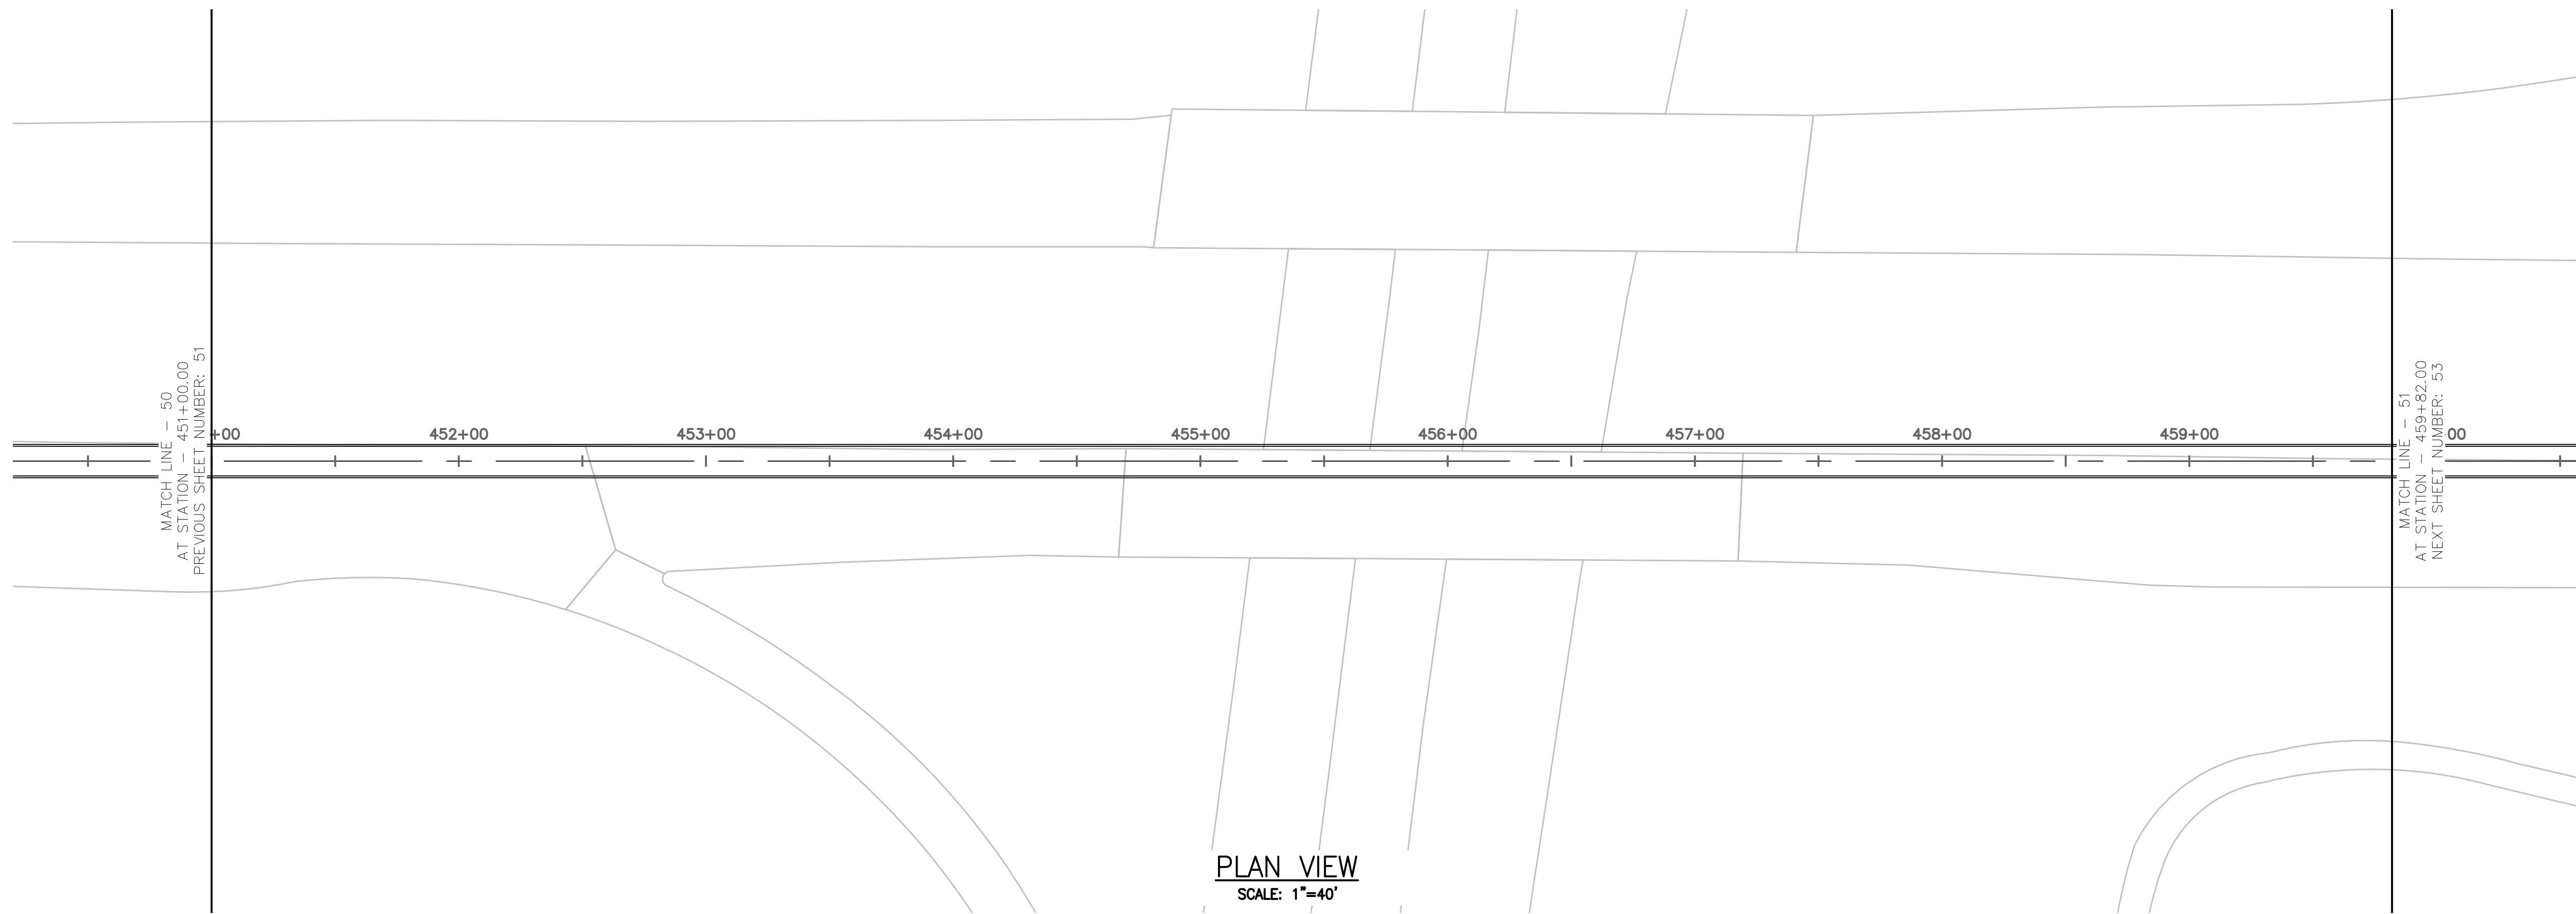 MATCH LINE – 50
AT STATION – 451+00.00
PREVIOUS SHEET NUMBER: 51
+00
452+00
453+00
454+00
455+00
456+00
457+00
458+00
459+00
00
MATCH LINE – 51
AT STATION – 459+82.00
NEXT SHEET NUMBER: 53
PLAN VIEW
SCALE: 1"=40'